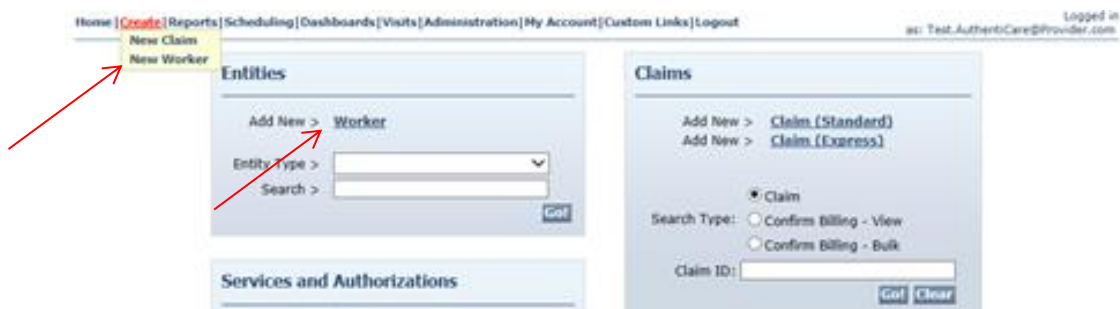 Home |Create|Reports|Scheduling|Dashboards|Visits|Administration|My Account|Custom Links|Logout
Logged in
as: Test.AuthentiCare@Provider.com
New Claim
New Worker
Entities
Add New > Worker
Entity Type >
Search >
Go!
Services and Authorizations
Claims
Add New > Claim (Standard)
Add New > Claim (Express)
Search Type:
Claim
Confirm Billing - View
Confirm Billing - Bulk
Claim ID:
Go! Clear